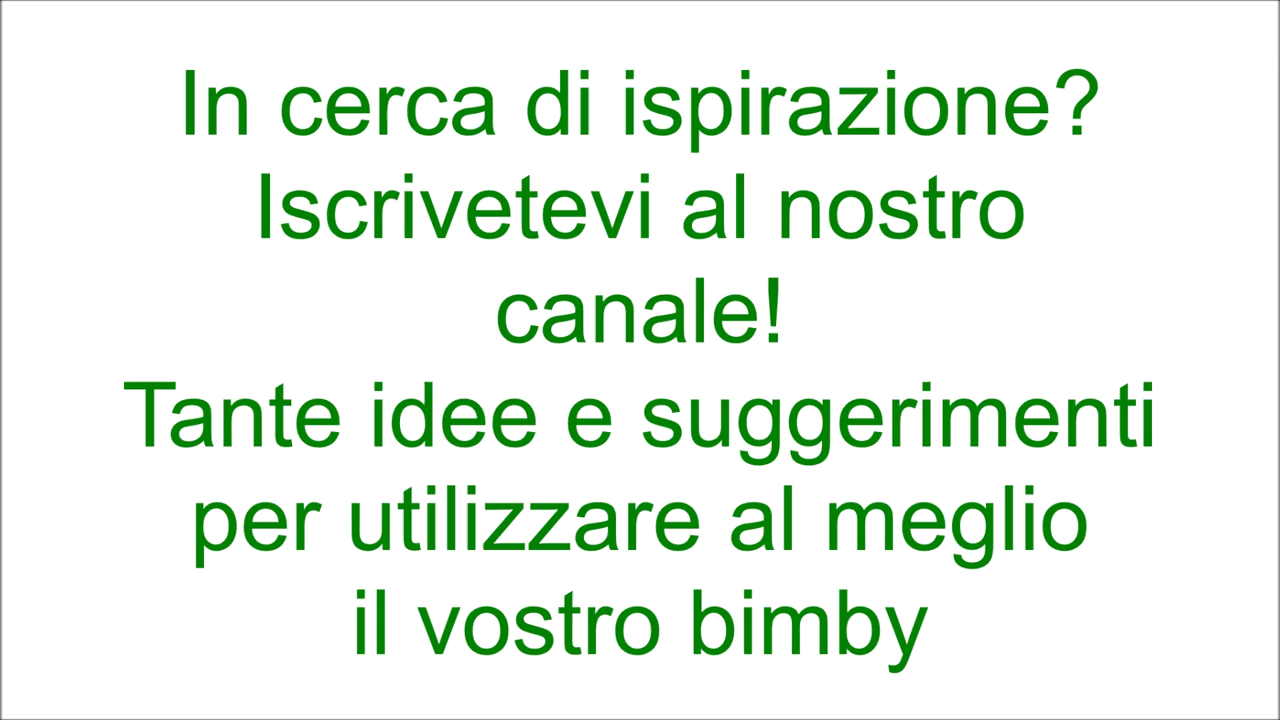 In cerca di ispirazione?
Iscrivetevi al nostro
canale!
Tante idee e suggerimenti
per utilizzare al meglio
il vostro bimby